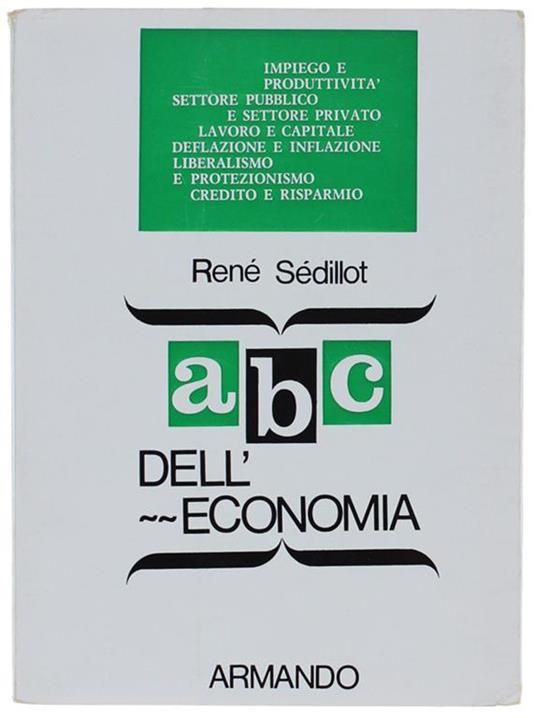 IMPIEGO E
PRODUTTIVITA'
SETTORE PUBBLICO
E SETTORE PRIVATO
LAVORO E CAPITALE
DEFLAZIONE E INFLAZIONE
LIBERALISMO
E PROTEZIONISMO
CREDITO E RISPARMIO
René Sédillot
abc
DELL'
~~ECONOMIA
ARMANDO